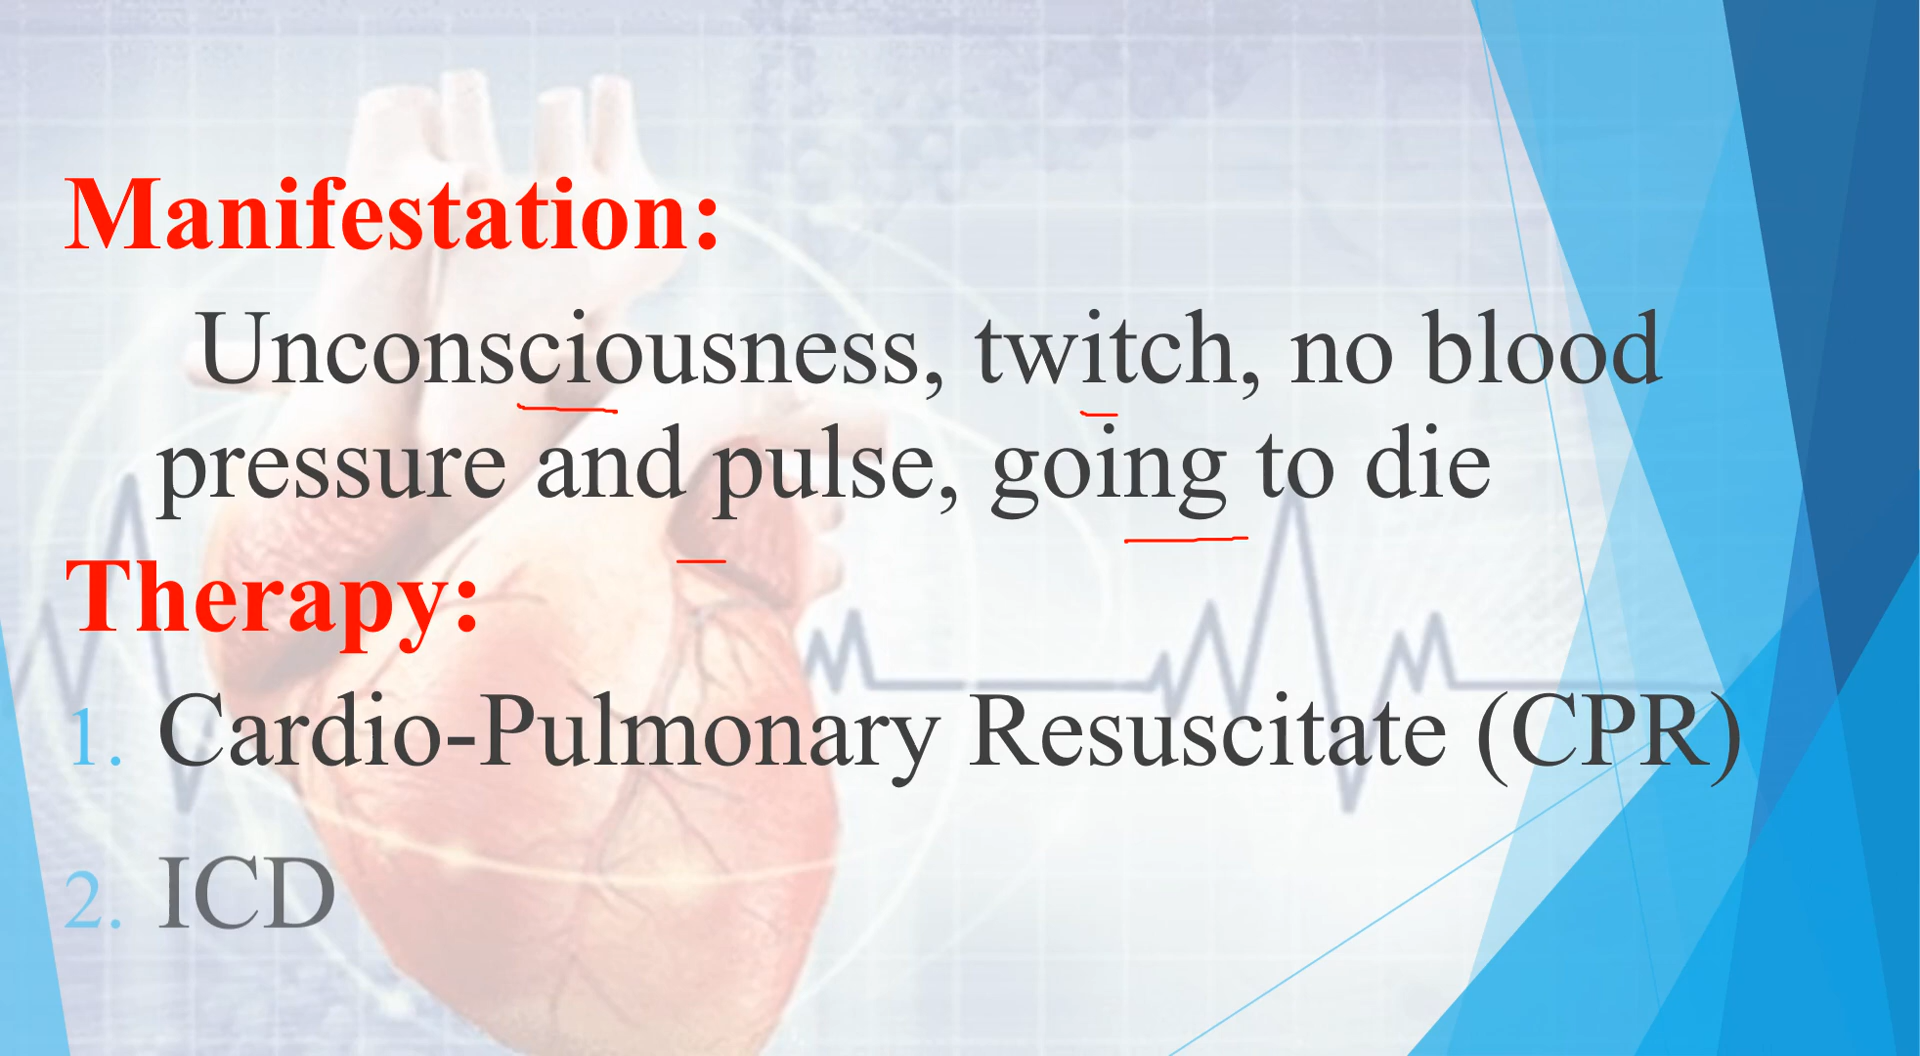 Manifestation:
Unconsciousness, twitch, no blood
pressure and pulse, going to die
Therapy:
1. Cardio-Pulmonary Resuscitate (CPR)
2. ICD